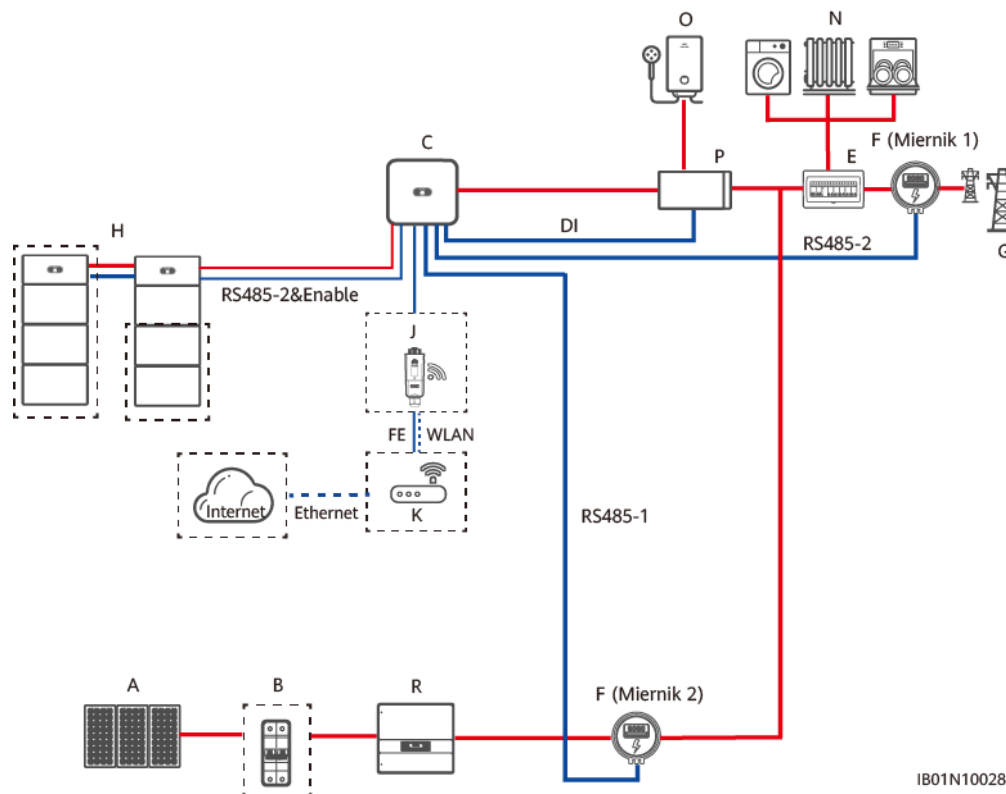 O
N
F (Miernik 1)
C
P
E
H
DI
RS485-2
G
RS485-2&Enable
J
FE
WLAN
Internet
Ethernet
K
RS485-1
A
B
R
F (Miernik 2)
IB01N10028